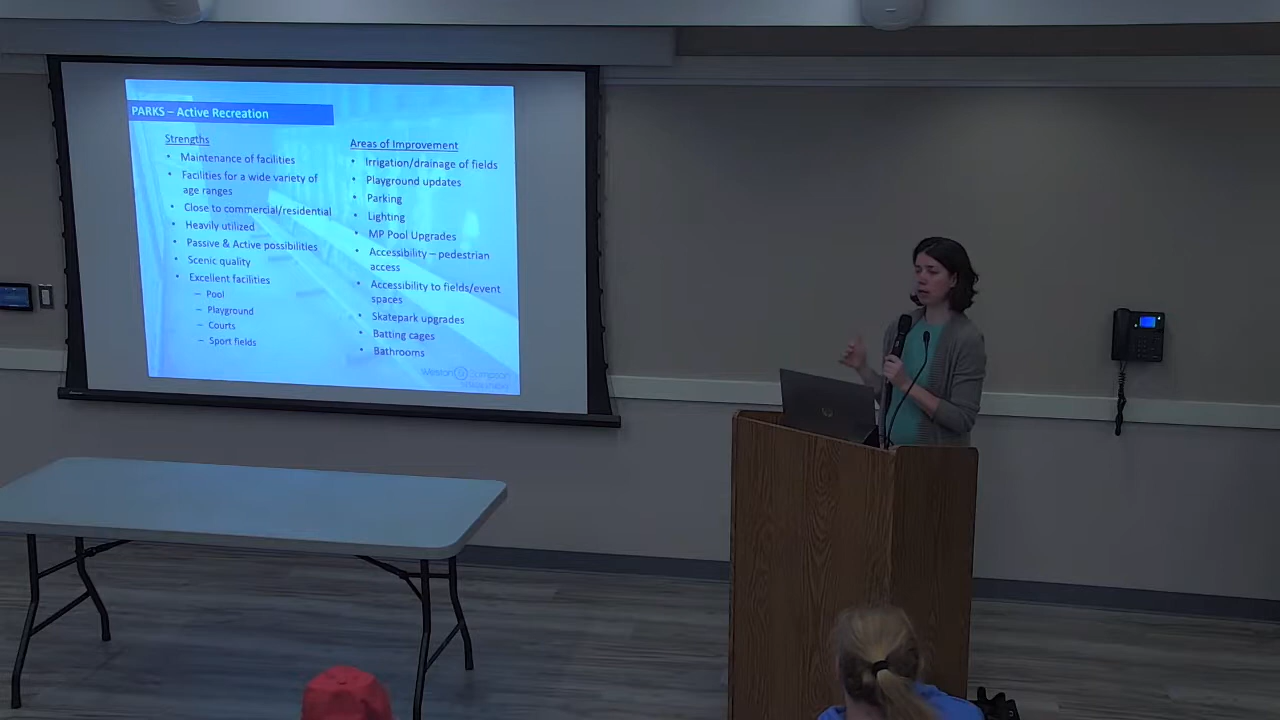 PARKS – Active Recreation
Strengths
• Maintenance of facilities
• Facilities for a wide variety of
age ranges
• Close to commercial/residential
• Heavily utilized
• Passive & Active possibilities
• Scenic quality
• Excellent facilities
– Pool
– Playground
– Courts
– Sport fields
Areas of Improvement
• Irrigation/drainage of fields
• Playground updates
• Parking
• Lighting
• MP Pool Upgrades
• Accessibility – pedestrian
access
• Accessibility to fields/event
spaces
• Skatepark upgrades
• Batting cages
• Bathrooms
Weston Sampson